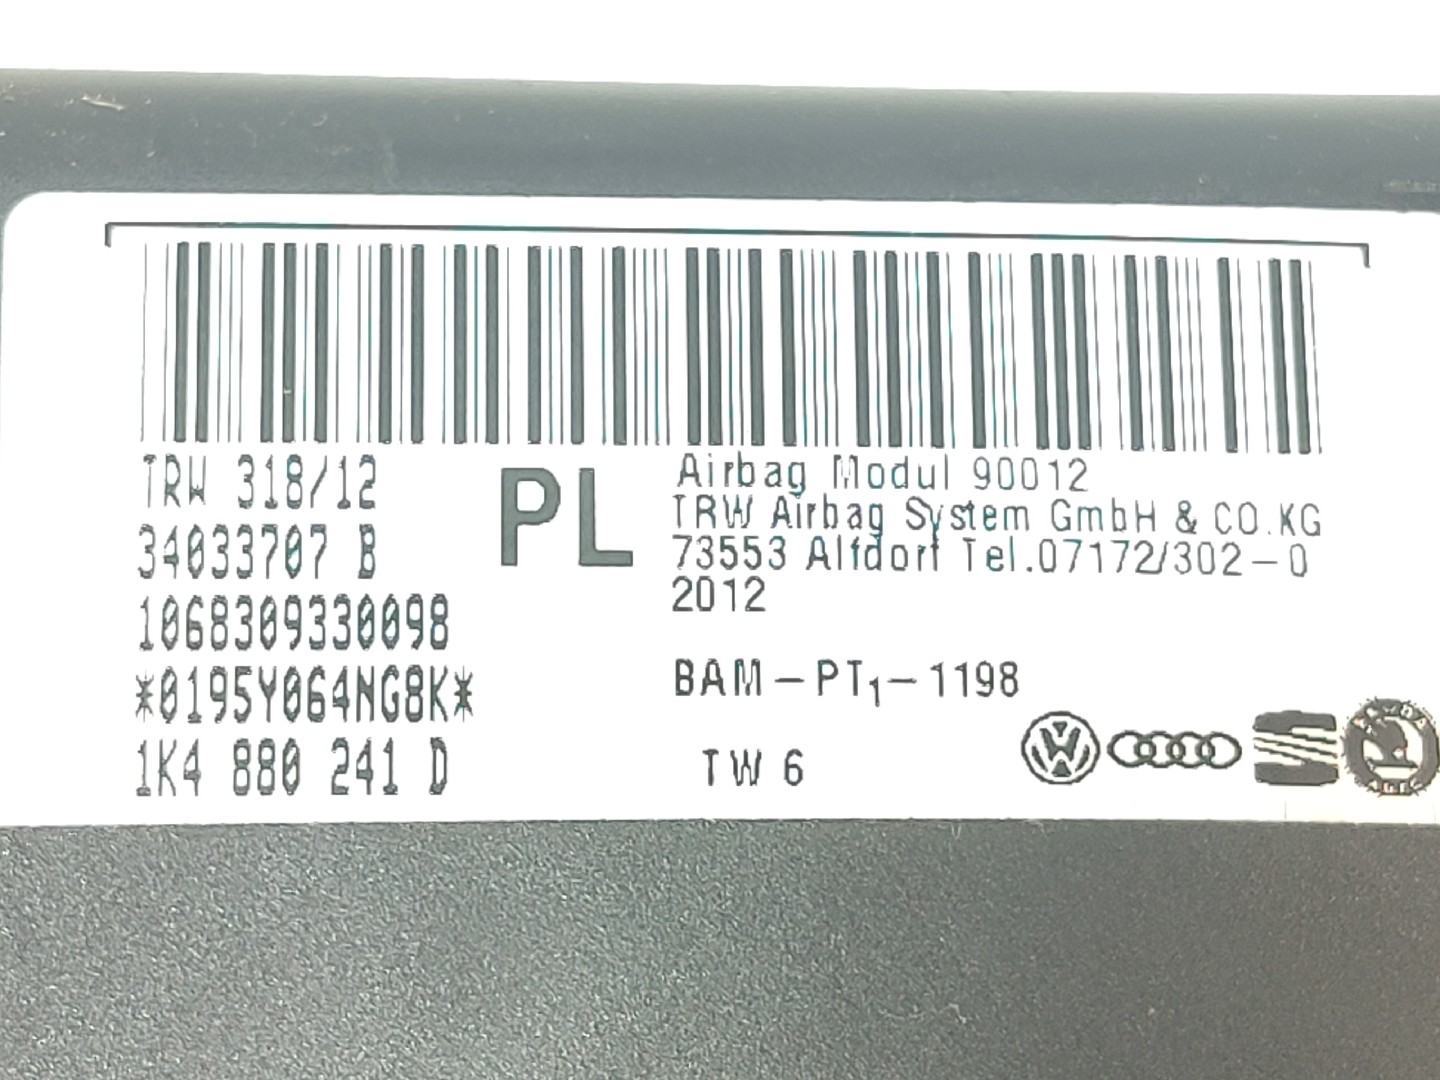 TRW 318/12
34033707 B
1068309330098
*0195Y064NG8K*
1K4 880 241 D
PL
Airbag Modul 90012
TRW Airbag System GmbH & CO.KG
73553 Alfdorf Tel.07172/302-0
2012
BAM-PT1-1198
TW 6